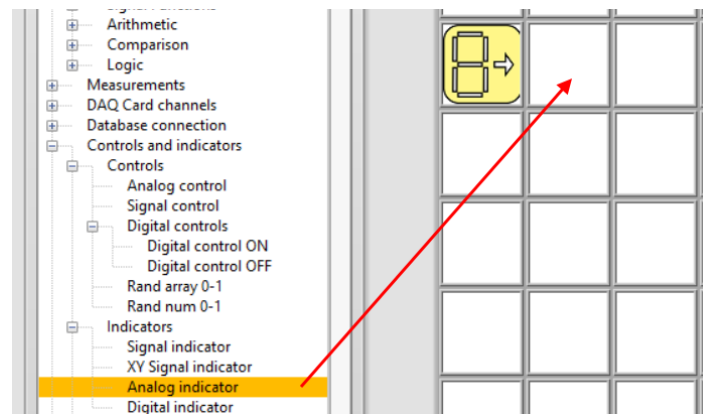 Signal Functions
Arithmetic
Comparison
Logic
Measurements
DAQ Card channels
Database connection
Controls and indicators
Controls
Analog control
Signal control
Digital controls
Digital control ON
Digital control OFF
Rand array 0-1
Rand num 0-1
Indicators
Signal indicator
XY Signal indicator
Analog indicator
Digital indicator